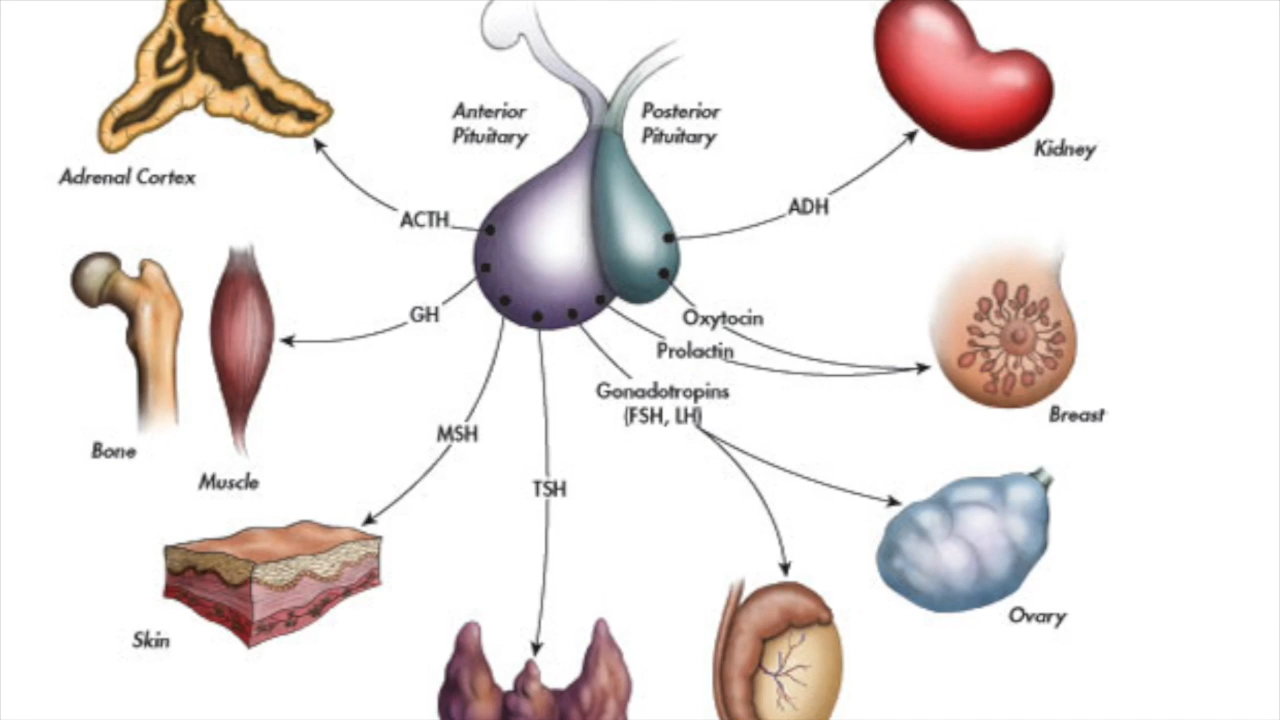 Anterior
Pituitary
Posterior
Pituitary
Kidney
Adrenal Cortex
ACTH
ADH
GH
Oxytocin
Prolactin
Gonadotropins
(FSH, LH)
Breast
MSH
Bone
Muscle
TSH
Ovary
Skin